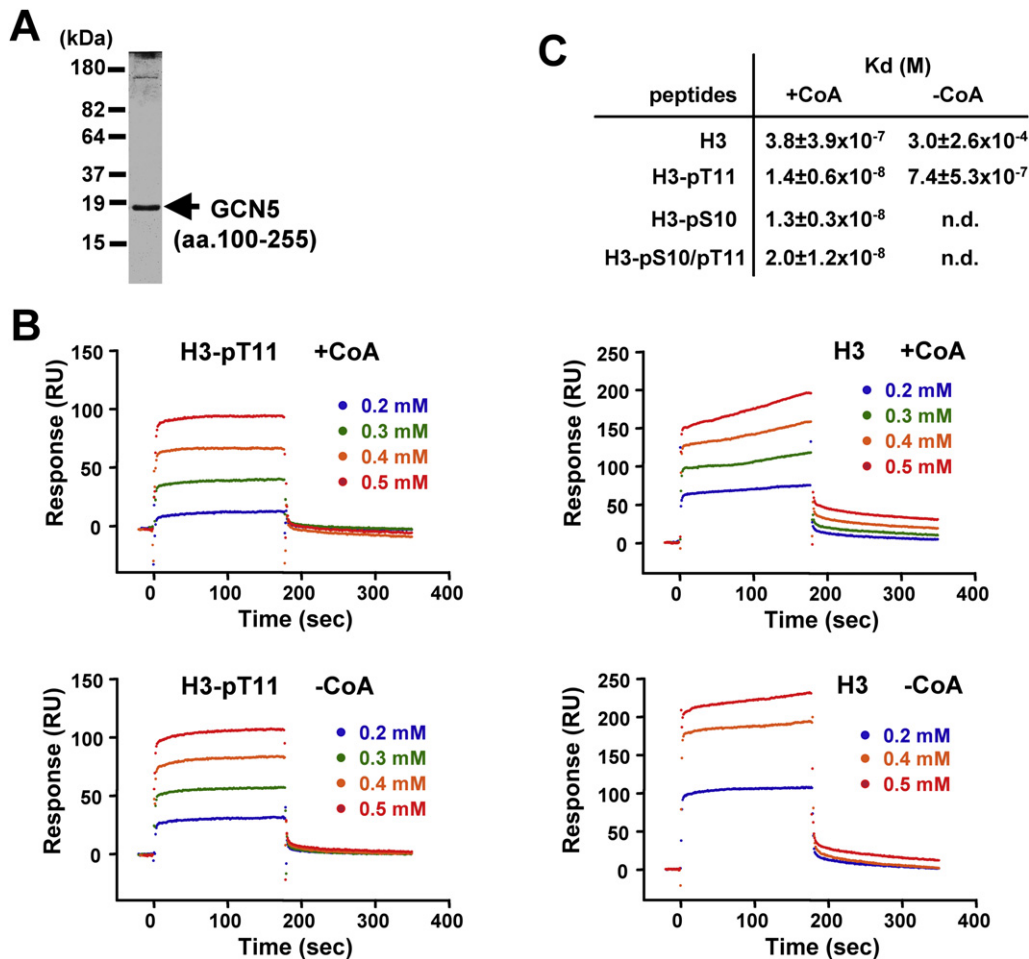 A
(kDa)
180
82
64
37
19
15
GCN5
(aa.100-255)
C
Kd (M)
peptides +CoA -CoA
H3 3.8±3.9x10⁻⁷ 3.0±2.6x10⁻⁴
H3-pT11 1.4±0.6x10⁻⁸ 7.4±5.3x10⁻⁷
H3-pS10 1.3±0.3x10⁻⁸ n.d.
H3-pS10/pT11 2.0±1.2x10⁻⁸ n.d.
B
H3-pT11 +CoA
Response (RU)
150
100
50
0
0.2 mM
0.3 mM
0.4 mM
0.5 mM
0 100 200 300 400
Time (sec)
H3 +CoA
Response (RU)
250
200
150
100
50
0
0.2 mM
0.3 mM
0.4 mM
0.5 mM
0 100 200 300 400
Time (sec)
H3-pT11 -CoA
Response (RU)
150
100
50
0
0.2 mM
0.3 mM
0.4 mM
0.5 mM
0 100 200 300 400
Time (sec)
H3 -CoA
Response (RU)
250
200
150
100
50
0
0.2 mM
0.4 mM
0.5 mM
0 100 200 300 400
Time (sec)